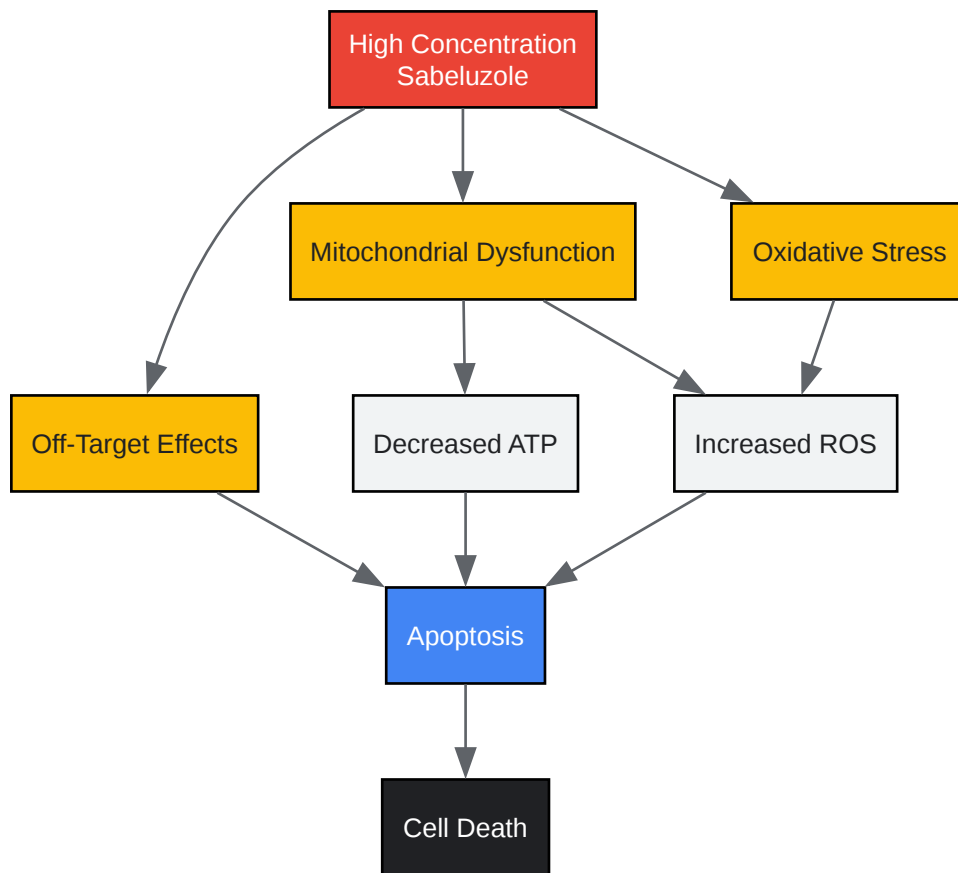 High Concentration
Sabeluzole
Mitochondrial Dysfunction
Oxidative Stress
Off-Target Effects
Decreased ATP
Increased ROS
Apoptosis
Cell Death